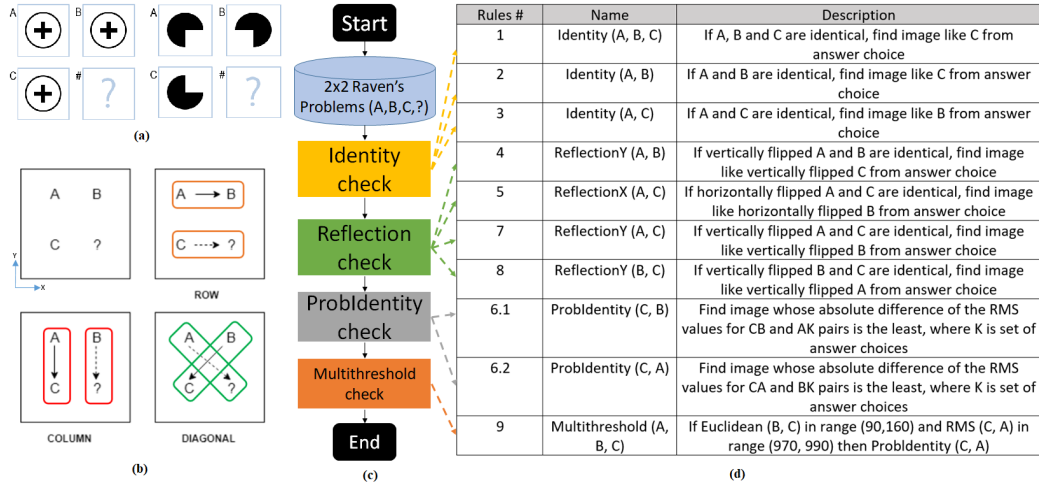 A
B
C
#
?
A
B
C
#
?
(a)
A B
C ?
Y
X
A B
C ?
ROW
A B
C ?
COLUMN
A B
C ?
DIAGONAL
(b)
Start
2x2 Raven's
Problems (A,B,C,?)
Identity
check
Reflection
check
ProbIdentity
check
Multithreshold
check
End
(c)
Rules # Name Description
1 Identity (A, B, C) If A, B and C are identical, find image like C from
answer choice
2 Identity (A, B) If A and B are identical, find image like C from answer
choice
3 Identity (A, C) If A and C are identical, find image like B from answer
choice
4 ReflectionY (A, B) If vertically flipped A and B are identical, find image
like vertically flipped C from answer choice
5 ReflectionX (A, C) If horizontally flipped A and C are identical, find image
like horizontally flipped B from answer choice
7 ReflectionY (A, C) If vertically flipped A and C are identical, find image
like vertically flipped B from answer choice
8 ReflectionY (B, C) If vertically flipped B and C are identical, find image
like vertically flipped A from answer choice
6.1 ProbIdentity (C, B) Find image whose absolute difference of the RMS
values for CB and AK pairs is the least, where K is set of
answer choices
6.2 ProbIdentity (C, A) Find image whose absolute difference of the RMS
values for CA and BK pairs is the least, where K is set of
answer choices
9 Multithreshold (A, B, C) If Euclidean (B, C) in range (90,160) and RMS (C, A) in
range (970, 990) then ProbIdentity (C, A)
(d)